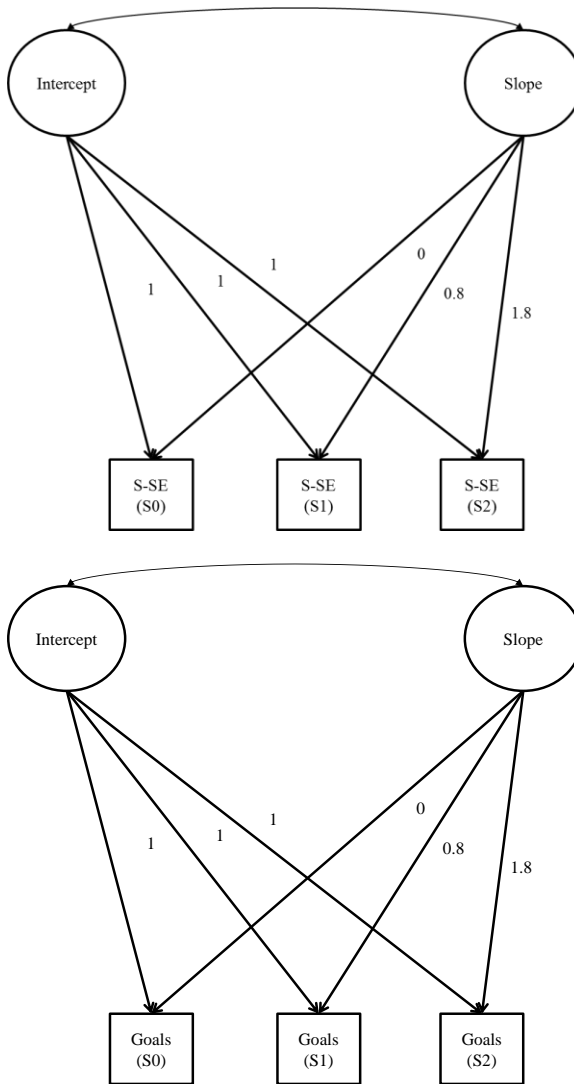 Intercept
Slope
0
1
1
1
0.8
1.8
S-SE
(S0)
S-SE
(S1)
S-SE
(S2)
Intercept
Slope
0
1
1
1
0.8
1.8
Goals
(S0)
Goals
(S1)
Goals
(S2)